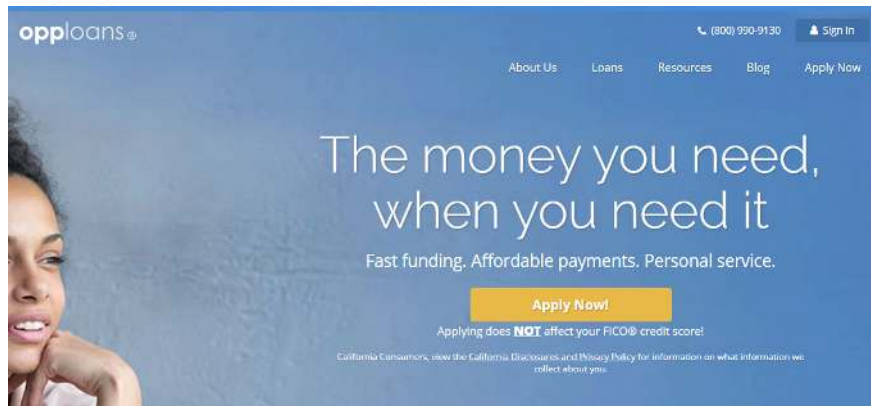 opploans®
(800) 990-9130
Sign In
About Us Loans Resources Blog Apply Now
The money you need,
when you need it
Fast funding. Affordable payments. Personal service.
Apply Now!
Applying does NOT affect your FICO® credit score!
California Consumers, view the California Disclosures and Privacy Policy for information on what information we
collect about you.